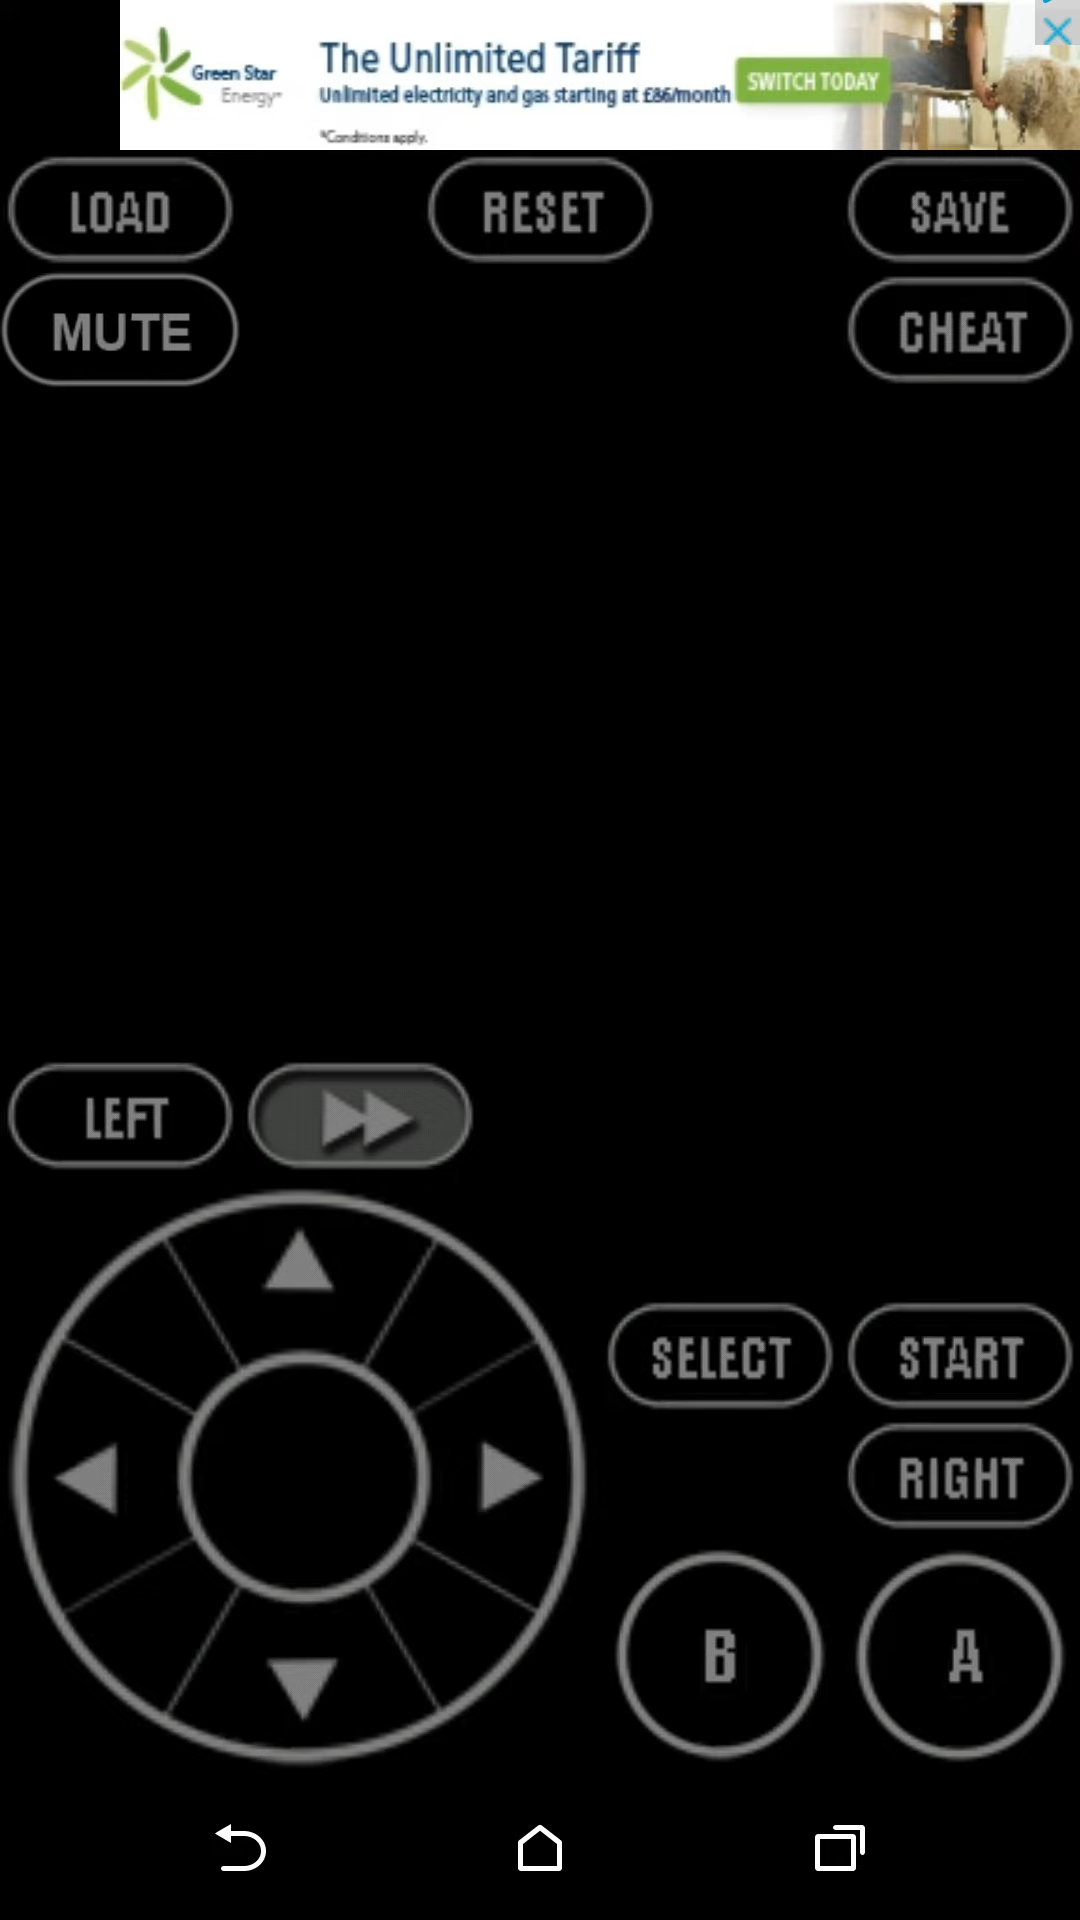 Green Star
Energy
The Unlimited Tariff
Unlimited electricity and gas starting at £86/month
*Conditions apply.
SWITCH TODAY
LOAD
RESET
SAVE
MUTE
CHEAT
LEFT
SELECT
START
RIGHT
B
A